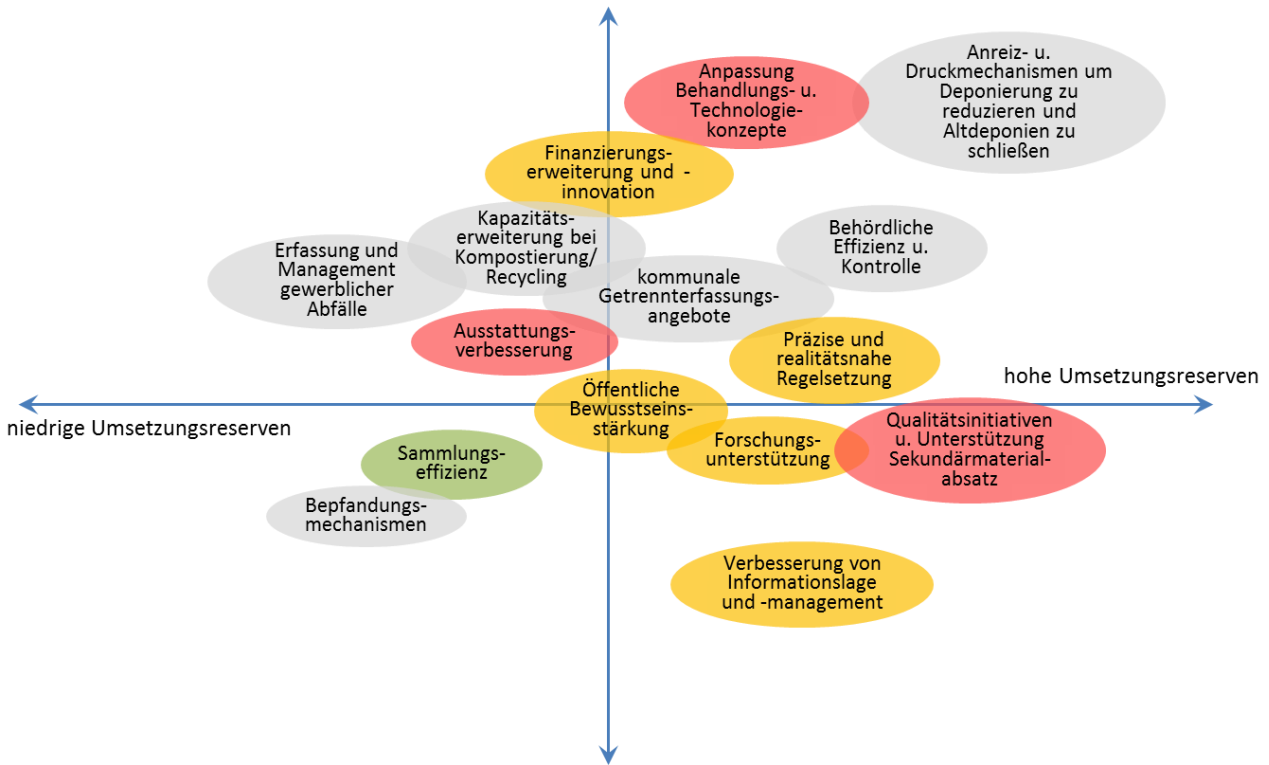 Anreiz- u.
Druckmechanismen um
Deponierung zu
reduzieren und
Altdeponien zu
schließen
Anpassung
Behandlungs- u.
Technologie-
konzepte
Finanzierungs-
erweiterung und -
innovation
Kapazitäts-
erweiterung bei
Kompostierung/
Recycling
Behördliche
Effizienz u.
Kontrolle
Erfassung und
Management
gewerblicher
Abfälle
kommunale
Getrennterfassungs-
angebote
Ausstattungs-
verbesserung
Präzise und
realitätsnahe
Regelsetzung
hohe Umsetzungsreserven
Öffentliche
Bewusstseins-
stärkung
niedrige Umsetzungsreserven
Qualitätsinitiativen
u. Unterstützung
Sekundärmaterial-
absatz
Forschungs-
unterstützung
Sammlungs-
effizienz
Bepfandungs-
mechanismen
Verbesserung von
Informationslage
und -management